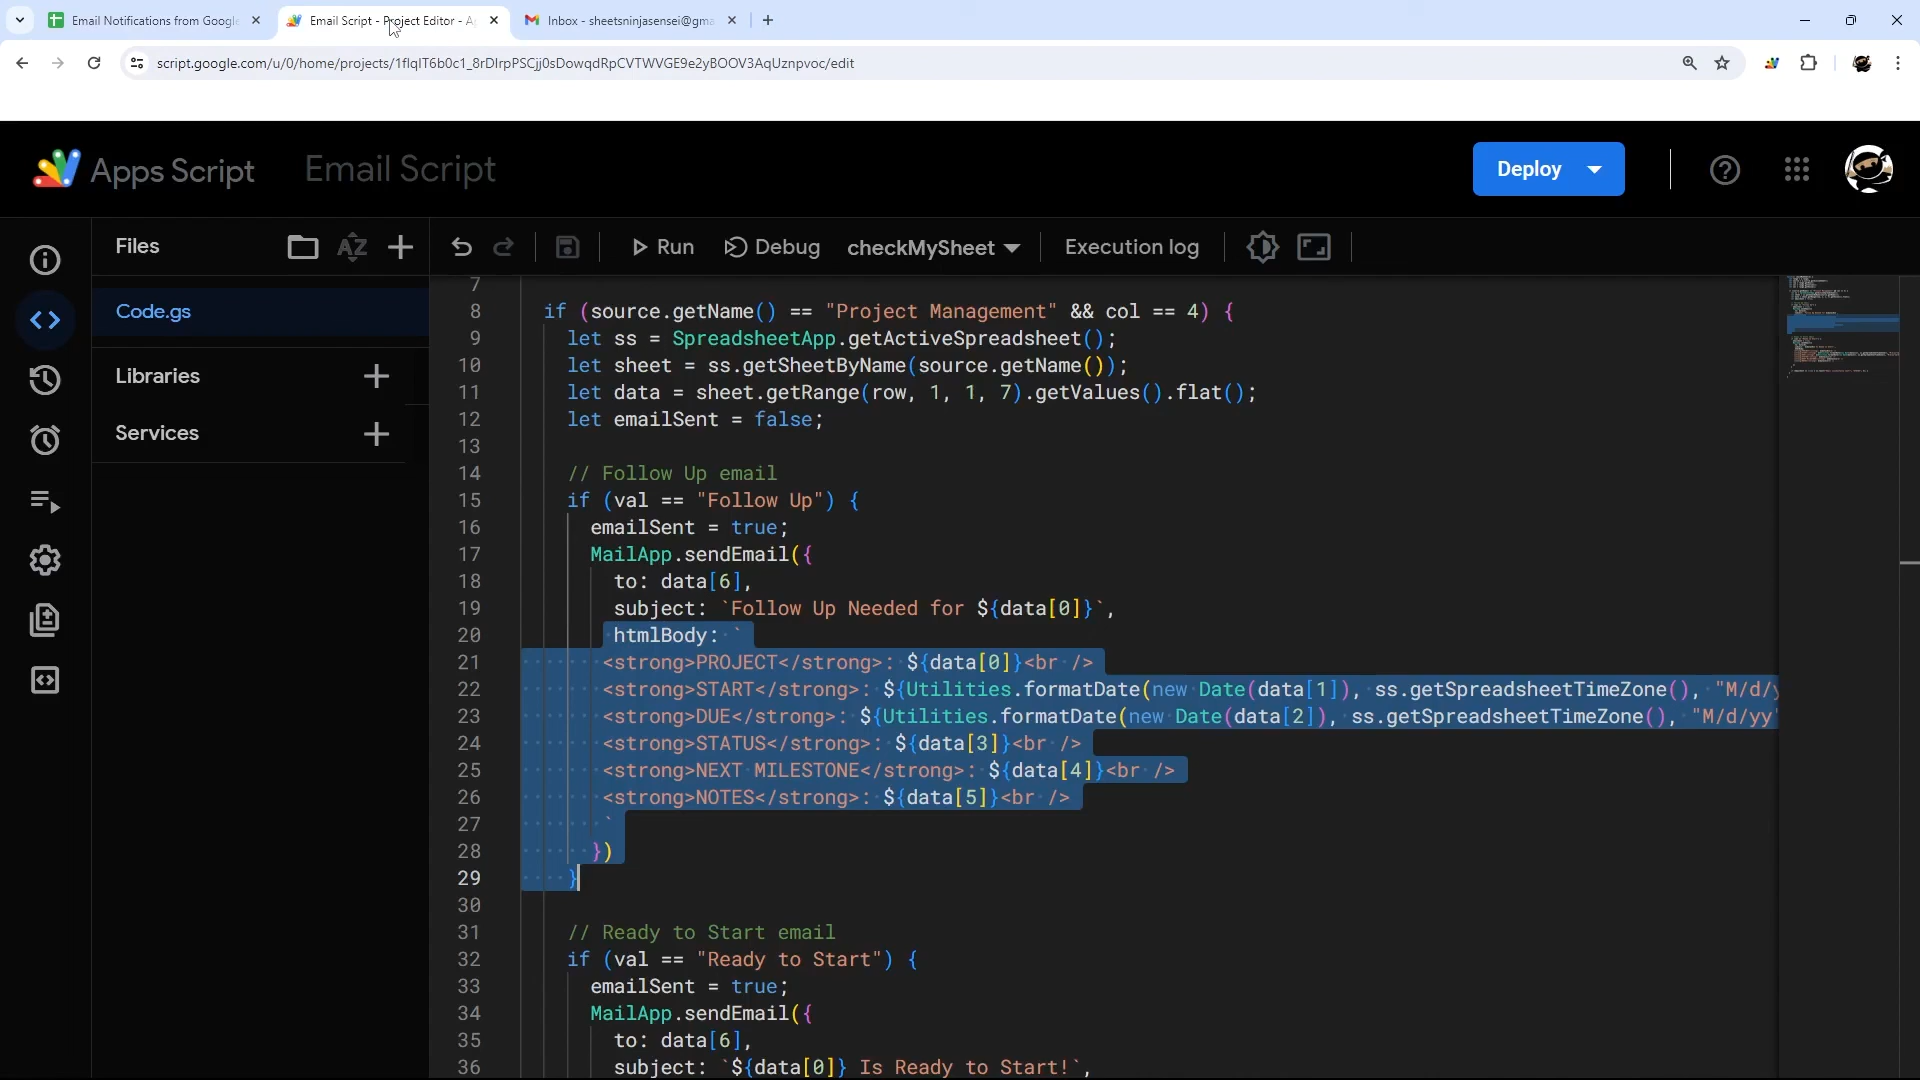 Email Notifications from Google
Email Script - Project Editor - A
Inbox - sheetsninjasensei@gma
script.google.com/u/0/home/projects/1flqIT6b0c1_8rDIrpPSCjj0sDowqdRpCVTWVGE9e2yBOOV3AqUznpvoc/edit
Apps Script
Email Script
Deploy
Files
AZ
Run
Debug
checkMySheet
Execution log
Code.gs
Libraries
Services
7
8 if (source.getName() == "Project Management" && col == 4) {
9 let ss = SpreadsheetApp.getActiveSpreadsheet();
10 let sheet = ss.getSheetByName(source.getName());
11 let data = sheet.getRange(row, 1, 1, 7).getValues().flat();
12 let emailSent = false;
13
14 // Follow Up email
15 if (val == "Follow Up") {
16 emailSent = true;
17 MailApp.sendEmail({
18 to: data[6],
19 subject: `Follow Up Needed for ${data[0]}`,
20 htmlBody: `
21 <strong>PROJECT</strong>: ${data[0]}<br />
22 <strong>START</strong>: ${Utilities.formatDate(new Date(data[1]), ss.getSpreadsheetTimeZone(), "M/d/y
23 <strong>DUE</strong>: ${Utilities.formatDate(new Date(data[2]), ss.getSpreadsheetTimeZone(), "M/d/yy"
24 <strong>STATUS</strong>: ${data[3]}<br />
25 <strong>NEXT MILESTONE</strong>: ${data[4]}<br />
26 <strong>NOTES</strong>: ${data[5]}<br />
27 `
28 })
29 }
30
31 // Ready to Start email
32 if (val == "Ready to Start") {
33 emailSent = true;
34 MailApp.sendEmail({
35 to: data[6],
36 subject: `${data[0]} Is Ready to Start!`,